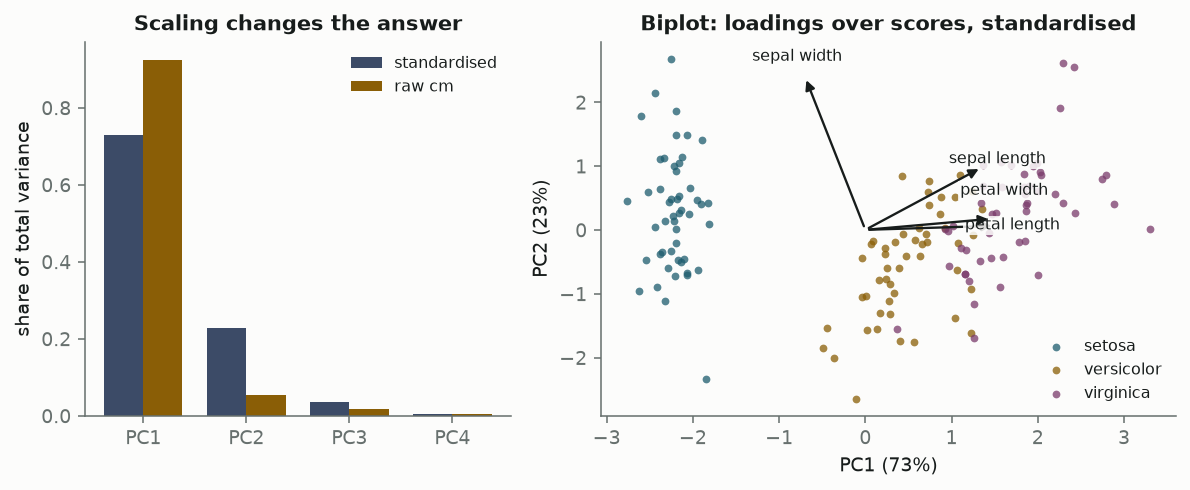 Scaling changes the answer
standardised
raw cm
share of total variance
0.8
0.6
0.4
0.2
0.0
PC1 PC2 PC3 PC4
Biplot: loadings over scores, standardised
sepal width
sepal length
petal width
petal length
PC2 (23%)
2
1
0
−1
−2
setosa
versicolor
virginica
−3 −2 −1 0 1 2 3
PC1 (73%)